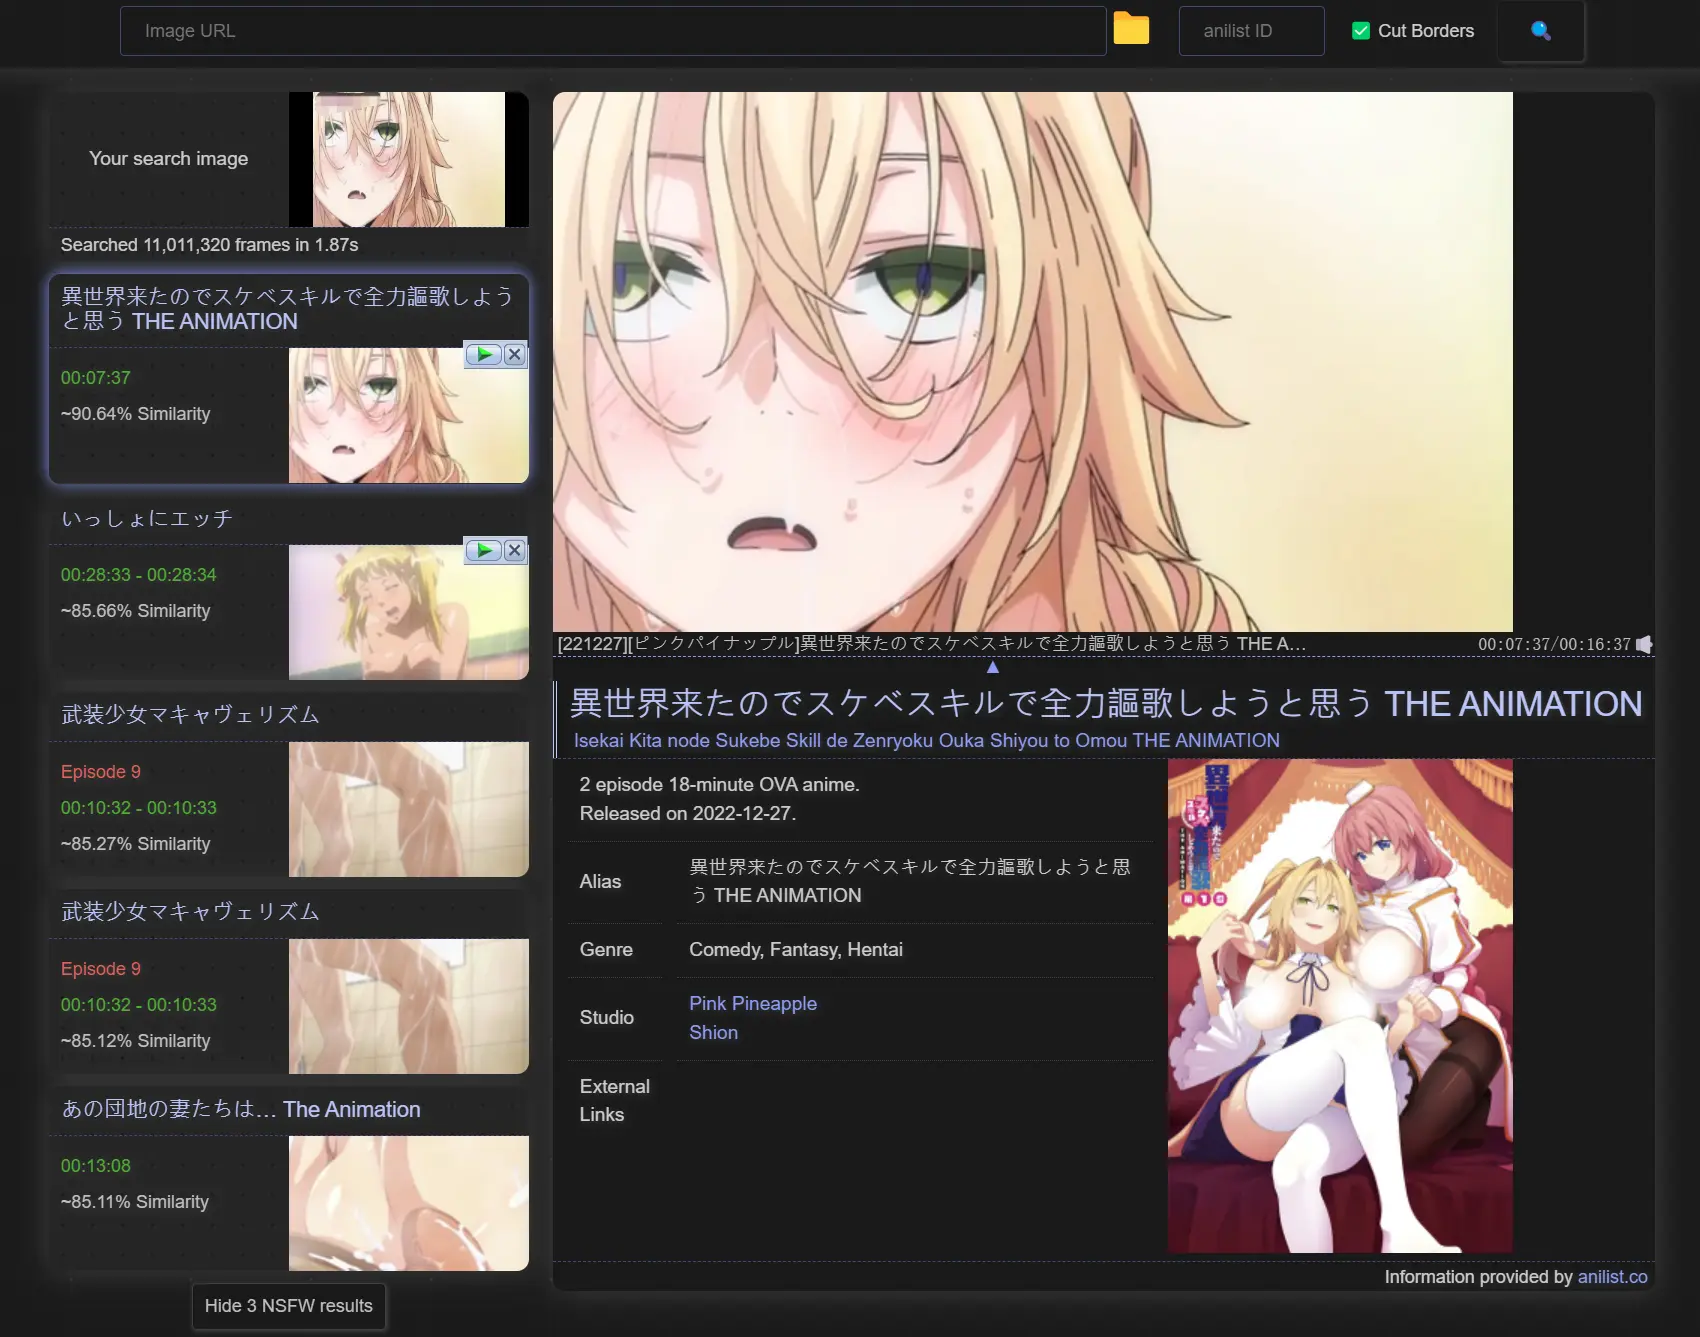 Image URL
anilist ID
Cut Borders
Your search image
Searched 11,011,320 frames in 1.87s
異世界来たのでスケベスキルで全力謳歌しよう
と思う THE ANIMATION
00:07:37
~90.64% Similarity
いっしょにエッチ
00:28:33 - 00:28:34
~85.66% Similarity
武装少女マキャヴェリズム
Episode 9
00:10:32 - 00:10:33
~85.27% Similarity
武装少女マキャヴェリズム
Episode 9
00:10:32 - 00:10:33
~85.12% Similarity
あの団地の妻たちは… The Animation
00:13:08
~85.11% Similarity
Hide 3 NSFW results
[221227][ピンクパイナップル]異世界来たのでスケベスキルで全力謳歌しようと思う THE A…
00:07:37/00:16:37
異世界来たのでスケベスキルで全力謳歌しようと思う THE ANIMATION
Isekai Kita node Sukebe Skill de Zenryoku Ouka Shiyou to Omou THE ANIMATION
2 episode 18-minute OVA anime.
Released on 2022-12-27.
Alias
異世界来たのでスケベスキルで全力謳歌しようと思
う THE ANIMATION
Genre
Comedy, Fantasy, Hentai
Studio
Pink Pineapple
Shion
External
Links
Information provided by anilist.co